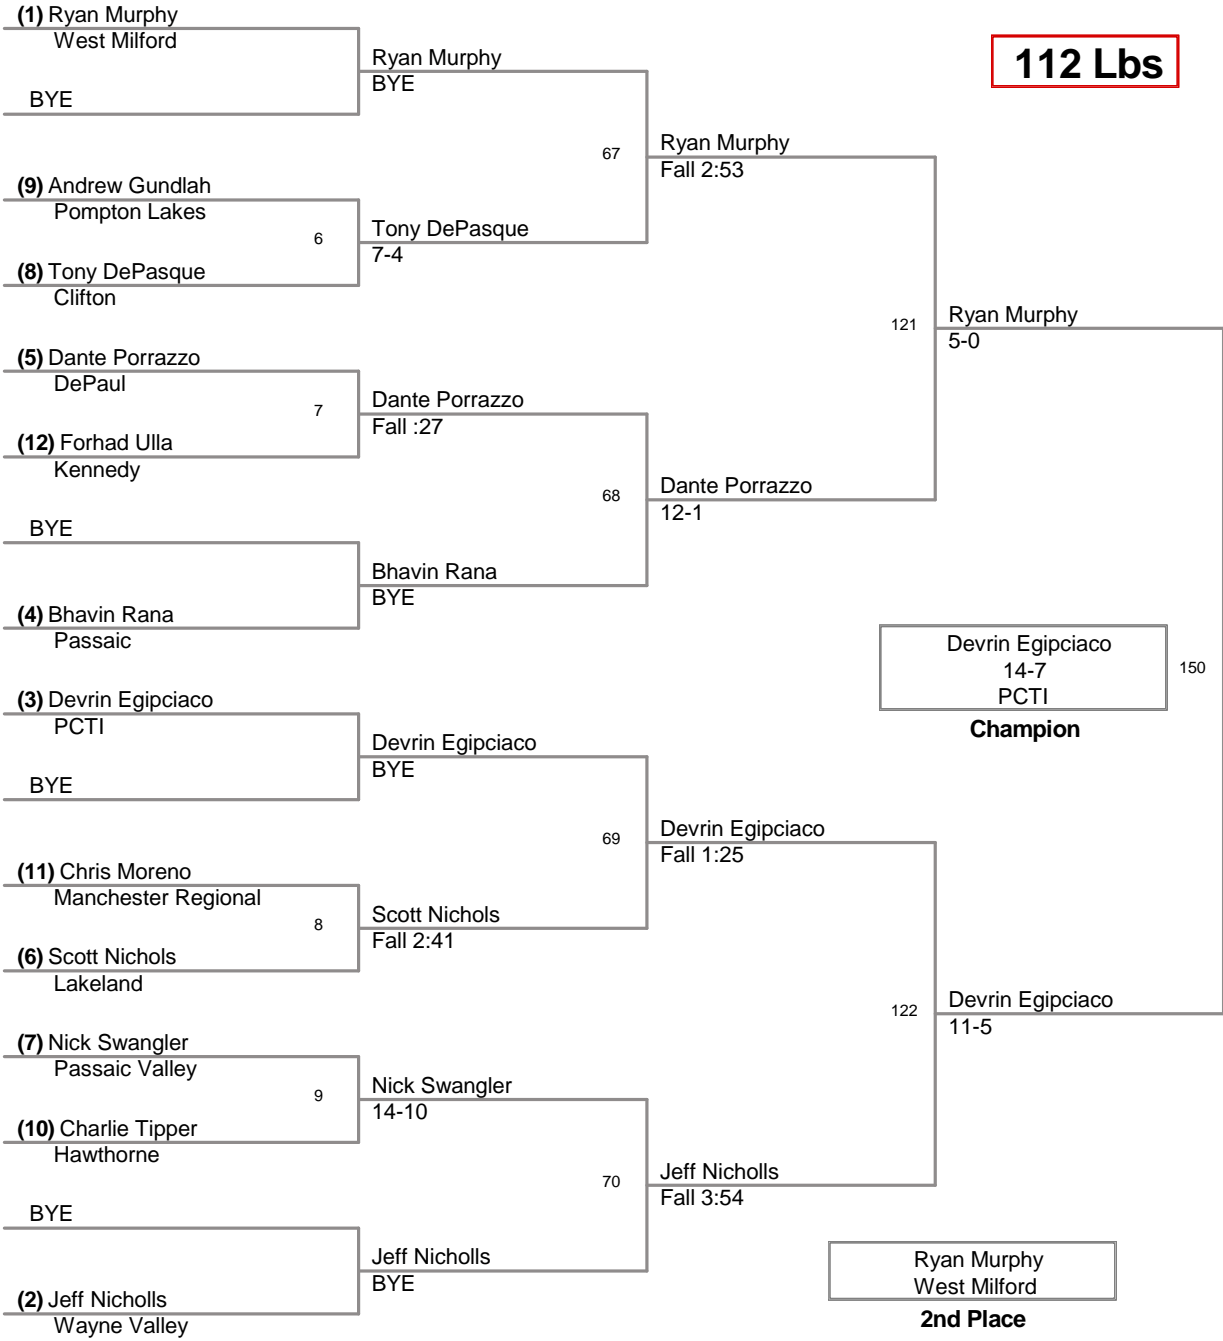 (1) Ryan Murphy
West Milford
BYE
(9) Andrew Gundlah
Pompton Lakes
6
(8) Tony DePasque
Clifton
(5) Dante Porrazzo
DePaul
7
(12) Forhad Ulla
Kennedy
BYE
(4) Bhavin Rana
Passaic
(3) Devrin Egipciaco
PCTI
BYE
(11) Chris Moreno
Manchester Regional
8
(6) Scott Nichols
Lakeland
(7) Nick Swangler
Passaic Valley
9
(10) Charlie Tipper
Hawthorne
BYE
(2) Jeff Nicholls
Wayne Valley
Ryan Murphy
BYE
67
Tony DePasque
7-4
Dante Porrazzo
Fall :27
68
Bhavin Rana
BYE
Devrin Egipciaco
BYE
69
Scott Nichols
Fall 2:41
Nick Swangler
14-10
70
Jeff Nicholls
BYE
Ryan Murphy
Fall 2:53
121
Dante Porrazzo
12-1
Devrin Egipciaco
Fall 1:25
122
Jeff Nicholls
Fall 3:54
112 Lbs
Ryan Murphy
5-0
Devrin Egipciaco
14-7
PCTI
150
Champion
Devrin Egipciaco
11-5
Ryan Murphy
West Milford
2nd Place